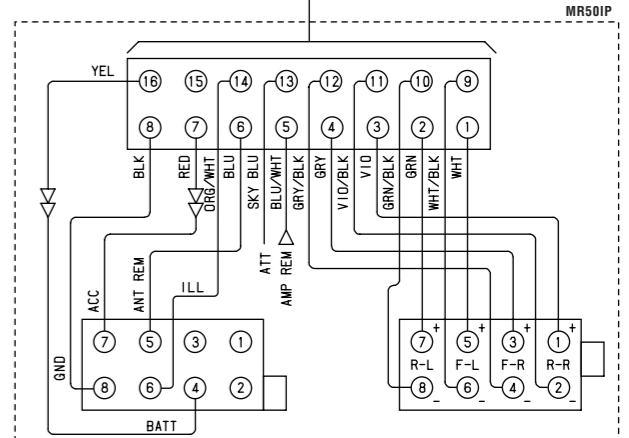 MR50IP
YEL
16 15 14 13 12 11 10 9
8 7 6 5 4 3 2 1
BLK
RED
ORG/WHT
BLU
SKY BLU
BLU/WHT
GRY/BLK
GRY
VIO/BLK
VIO
GRN/BLK
GRN
WHT/BLK
WHT
GND
ACC
ANT REM
ILL
ATT
AMP REM
7 5 3 1
8 6 4 2
BATT
7 + 5 + 3 + 1 +
R-L F-L F-R R-R
8 - 6 - 4 - 2 -